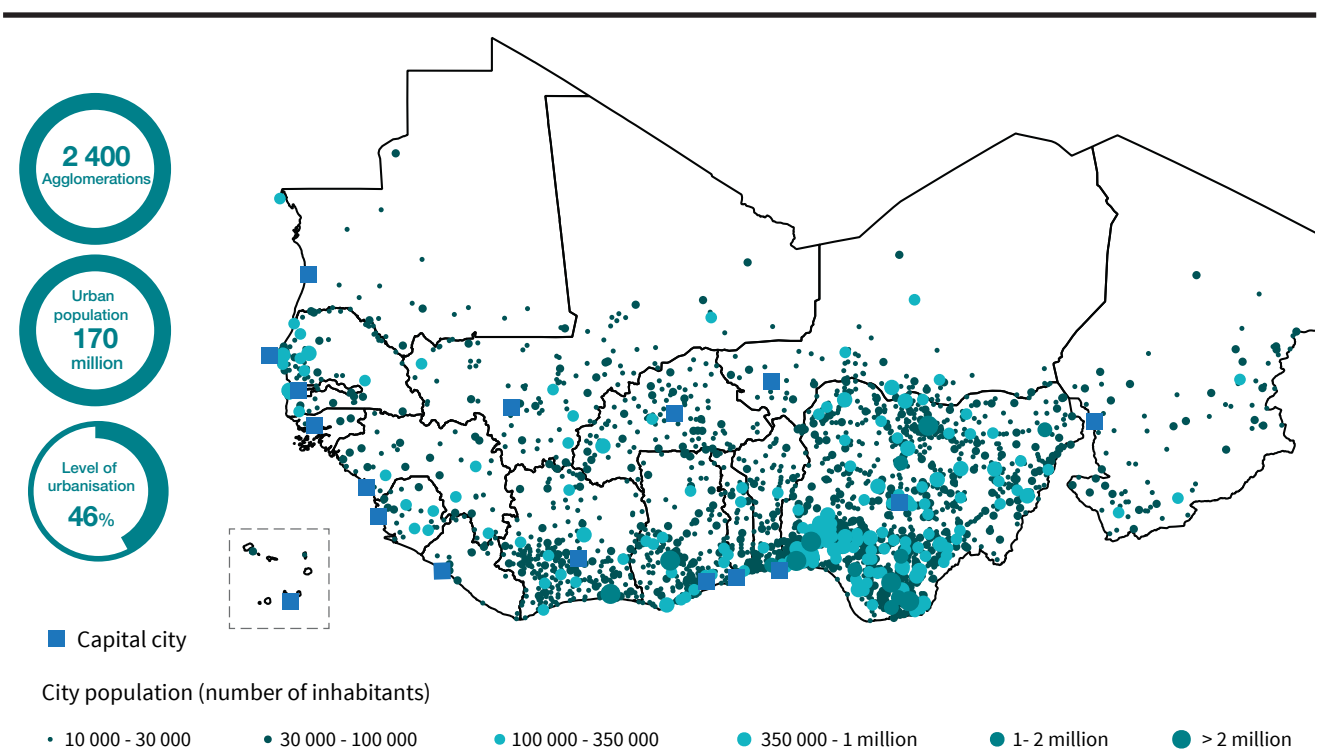 2 400
Agglomerations
Urban
population
170
million
Level of
urbanisation
46%
Capital city
City population (number of inhabitants)
10 000 - 30 000
30 000 - 100 000
100 000 - 350 000
350 000 - 1 million
1- 2 million
> 2 million